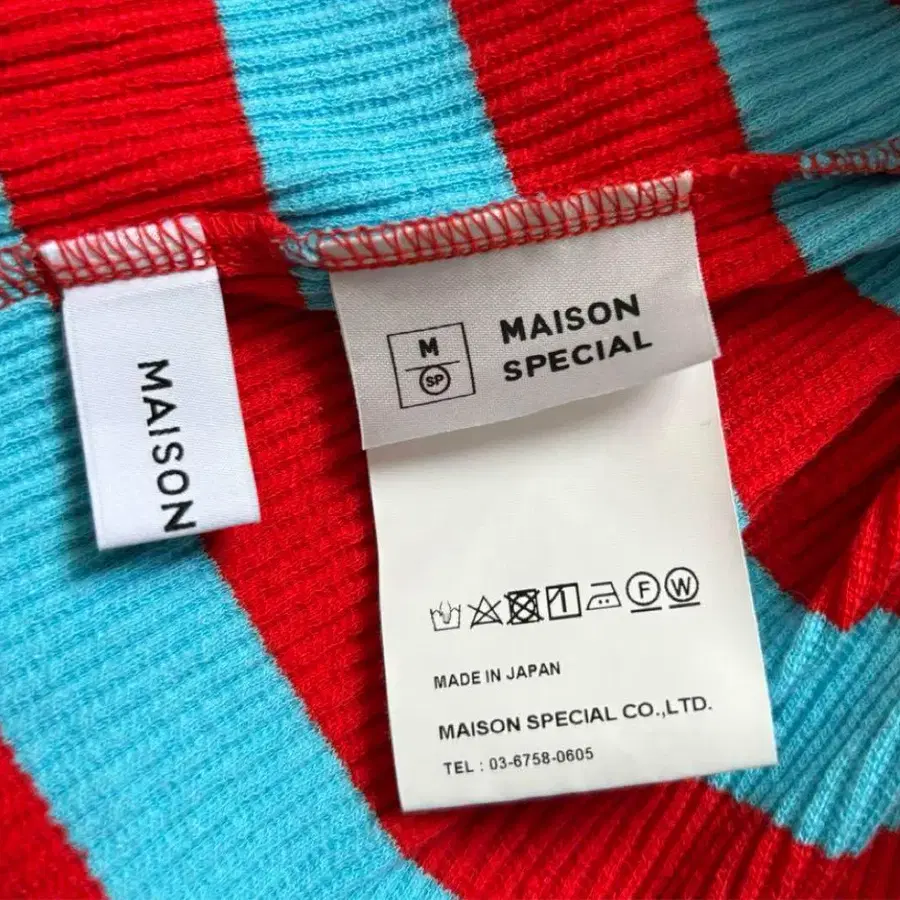 MAISON
M
SP
MAISON
SPECIAL
F W
MADE IN JAPAN
MAISON SPECIAL CO.,LTD.
TEL : 03-6758-0605